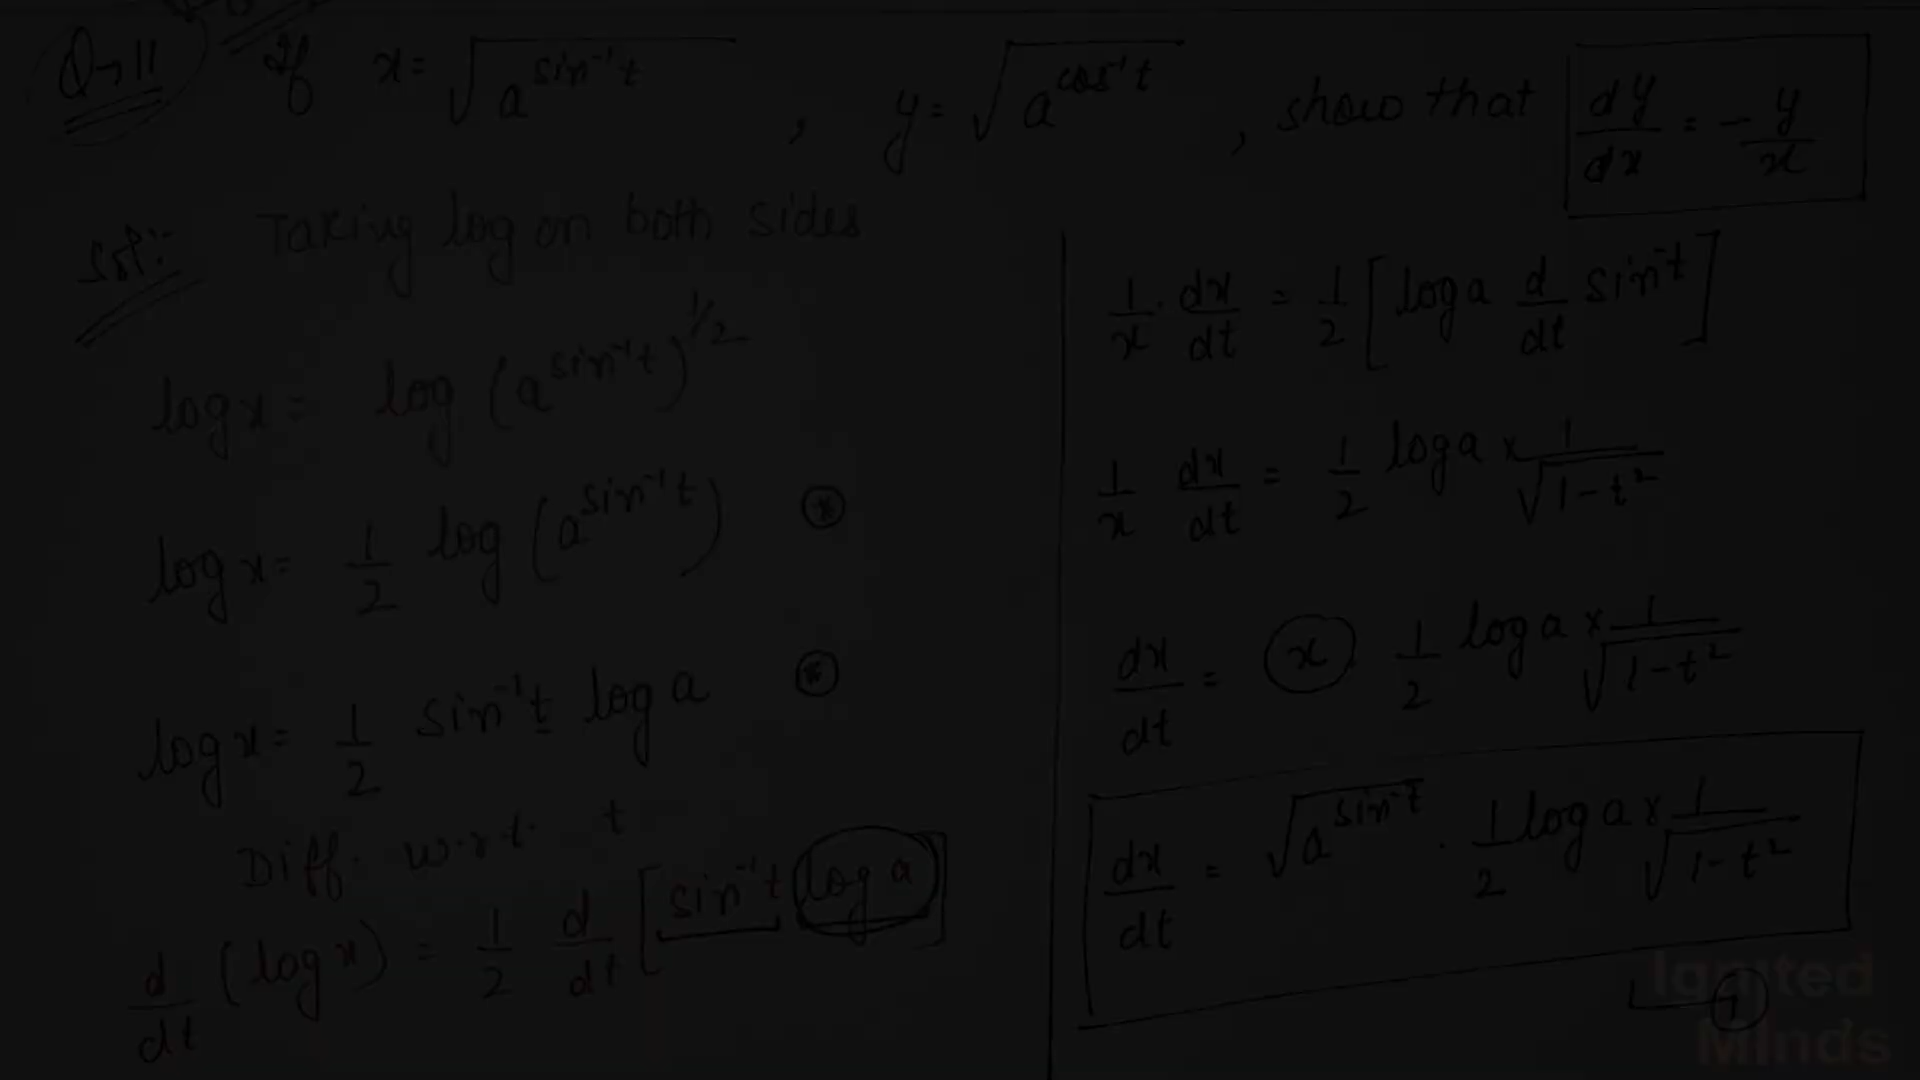 Q→11 If x = √(a^(sin⁻¹t)) , y = √(a^(cos⁻¹t)) , show that dy/dx = -y/x
Sol:- Taking log on both sides
log x = log (a^(sin⁻¹t))^(1/2)
log x = 1/2 log (a^(sin⁻¹t)) *
log x = 1/2 sin⁻¹t log a *
Diff. w.r.t. t
d/dt (log x) = 1/2 d/dt [sin⁻¹t log a]
1/x . dx/dt = 1/2 [log a d/dt sin⁻t]
1/x dx/dt = 1/2 log a × 1/√(1-t²)
dx/dt = x . 1/2 log a × 1/√(1-t²)
dx/dt = √(a^(sin⁻t)) . 1/2 log a × 1/√(1-t²)
1
Ignited
Minds